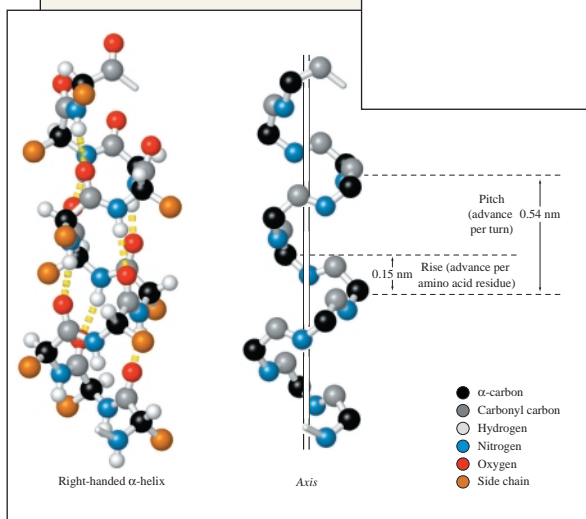 Pitch
(advance
per turn)
0.54 nm
0.15 nm
Rise (advance per
amino acid residue)
α-carbon
Carbonyl carbon
Hydrogen
Nitrogen
Oxygen
Side chain
Right-handed α-helix
Axis